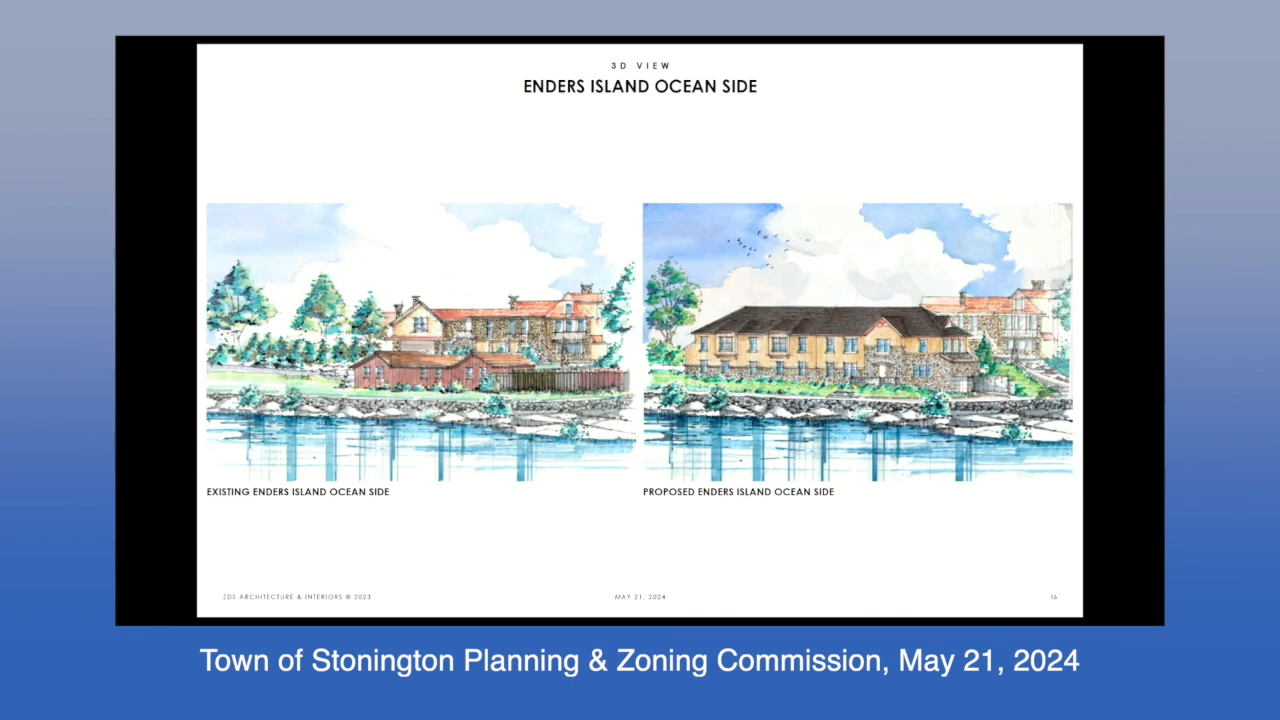 3D VIEW
ENDERS ISLAND OCEAN SIDE
EXISTING ENDERS ISLAND OCEAN SIDE
PROPOSED ENDERS ISLAND OCEAN SIDE
ZDS ARCHITECTURE & INTERIORS © 2023
MAY 21, 2024
16
Town of Stonington Planning & Zoning Commission, May 21, 2024